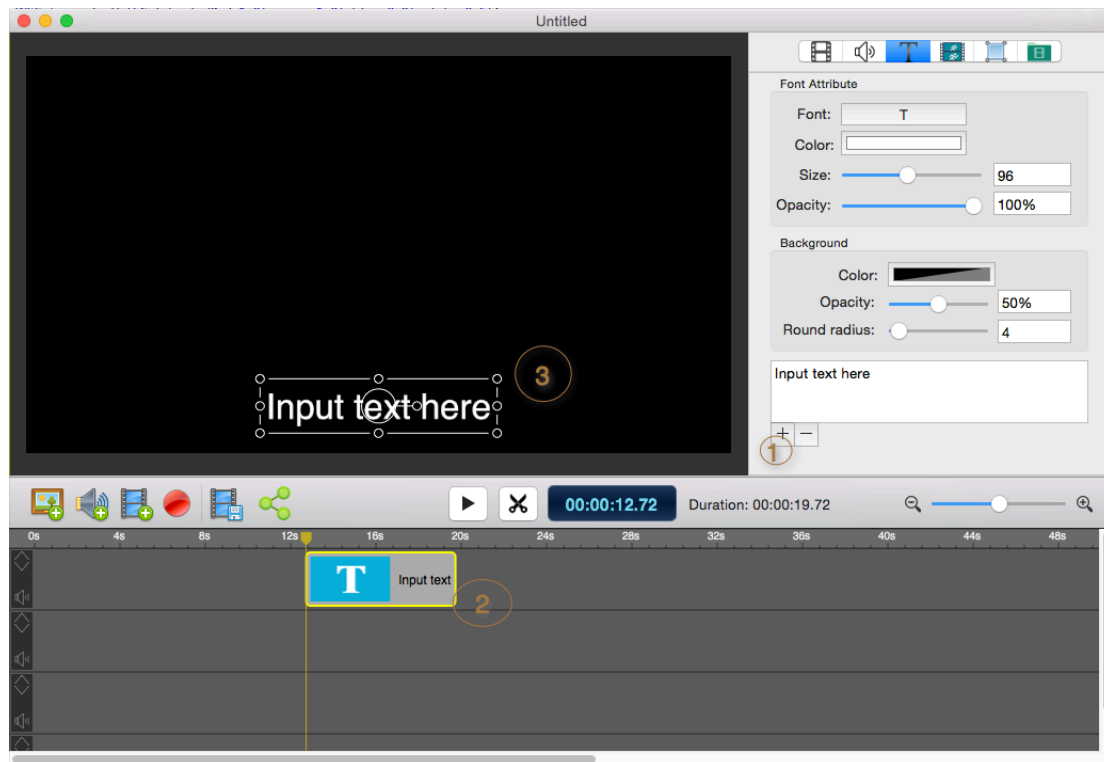 Untitled
T
Font Attribute
Font: T
Color:
Size: 96
Opacity: 100%
Background
Color:
Opacity: 50%
Round radius: 4
Input text here
+ −
1
Input text here
3
00:00:12.72 Duration: 00:00:19.72
0s 4s 8s 12s 16s 20s 24s 28s 32s 36s 40s 44s 48s
T Input text
2